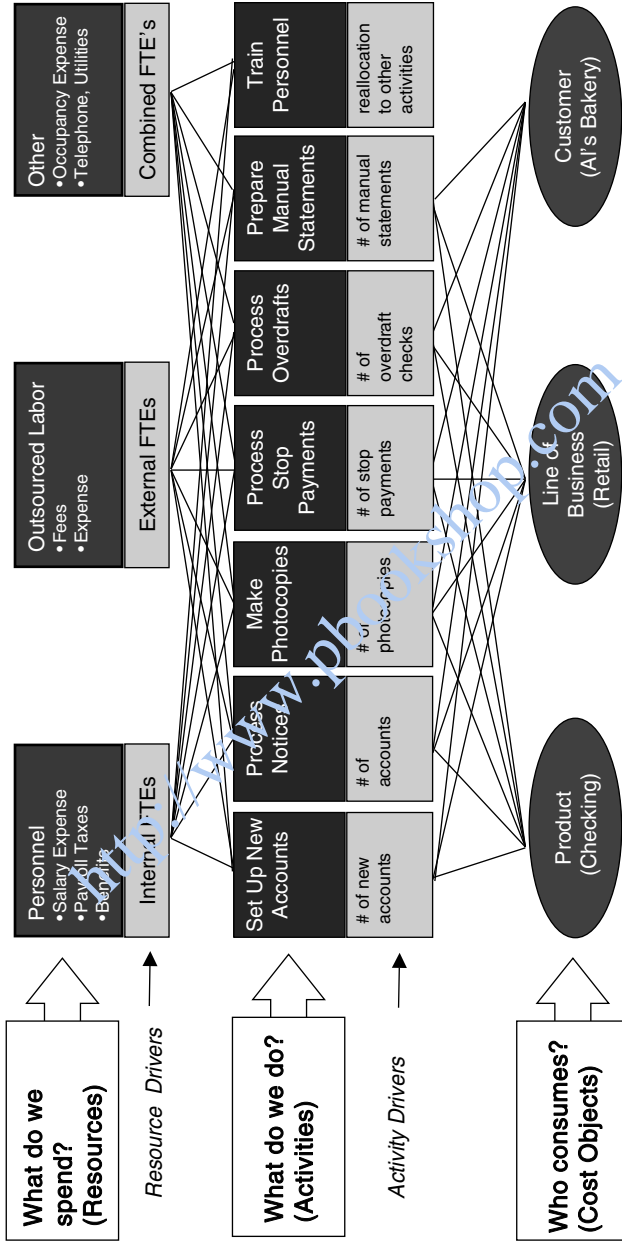 What do we
spend?
(Resources)
Personnel
•Salary Expense
•Payroll Taxes
•Benefits
Internal FTEs
Outsourced Labor
• Fees
• Expense
External FTEs
Other
•Occupancy Expense
•Telephone, Utilities
Combined FTE's
Resource Drivers
What do we do?
(Activities)
Set Up New
Accounts
# of new
accounts
Process
Notices
# of
accounts
Make
Photocopies
# of
photocopies
Process
Stop
Payments
# of stop
payments
Process
Overdrafts
# of
overdraft
checks
Prepare
Manual
Statements
# of manual
statements
Train
Personnel
reallocation
to other
activities
Activity Drivers
Who consumes?
(Cost Objects)
Product
(Checking)
Line of
Business
(Retail)
Customer
(Al's Bakery)
http://www.pbookshop.com